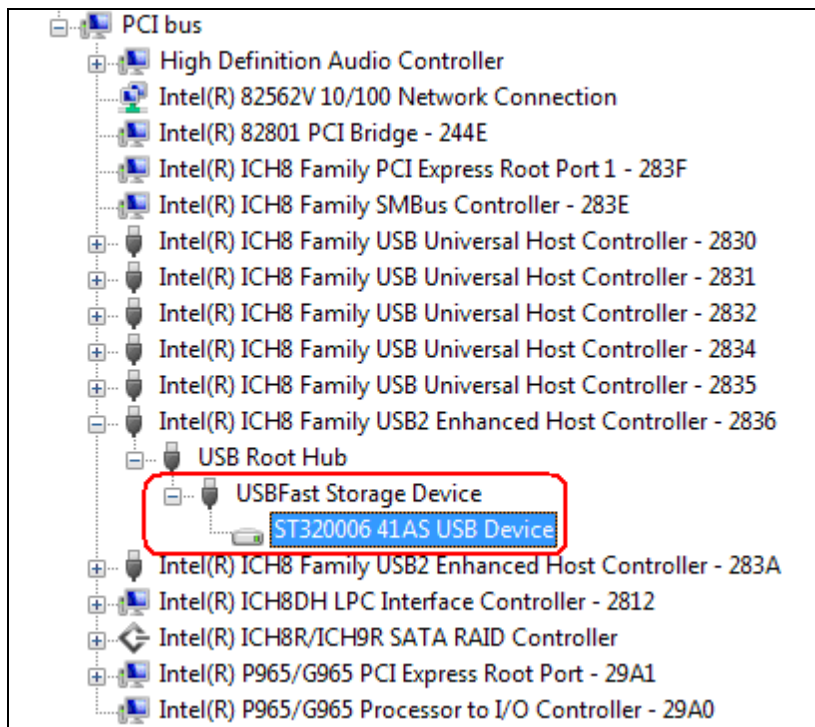 PCI bus
High Definition Audio Controller
Intel(R) 82562V 10/100 Network Connection
Intel(R) 82801 PCI Bridge - 244E
Intel(R) ICH8 Family PCI Express Root Port 1 - 283F
Intel(R) ICH8 Family SMBus Controller - 283E
Intel(R) ICH8 Family USB Universal Host Controller - 2830
Intel(R) ICH8 Family USB Universal Host Controller - 2831
Intel(R) ICH8 Family USB Universal Host Controller - 2832
Intel(R) ICH8 Family USB Universal Host Controller - 2834
Intel(R) ICH8 Family USB Universal Host Controller - 2835
Intel(R) ICH8 Family USB2 Enhanced Host Controller - 2836
USB Root Hub
USBFast Storage Device
ST320006 41AS USB Device
Intel(R) ICH8 Family USB2 Enhanced Host Controller - 283A
Intel(R) ICH8DH LPC Interface Controller - 2812
Intel(R) ICH8R/ICH9R SATA RAID Controller
Intel(R) P965/G965 PCI Express Root Port - 29A1
Intel(R) P965/G965 Processor to I/O Controller - 29A0